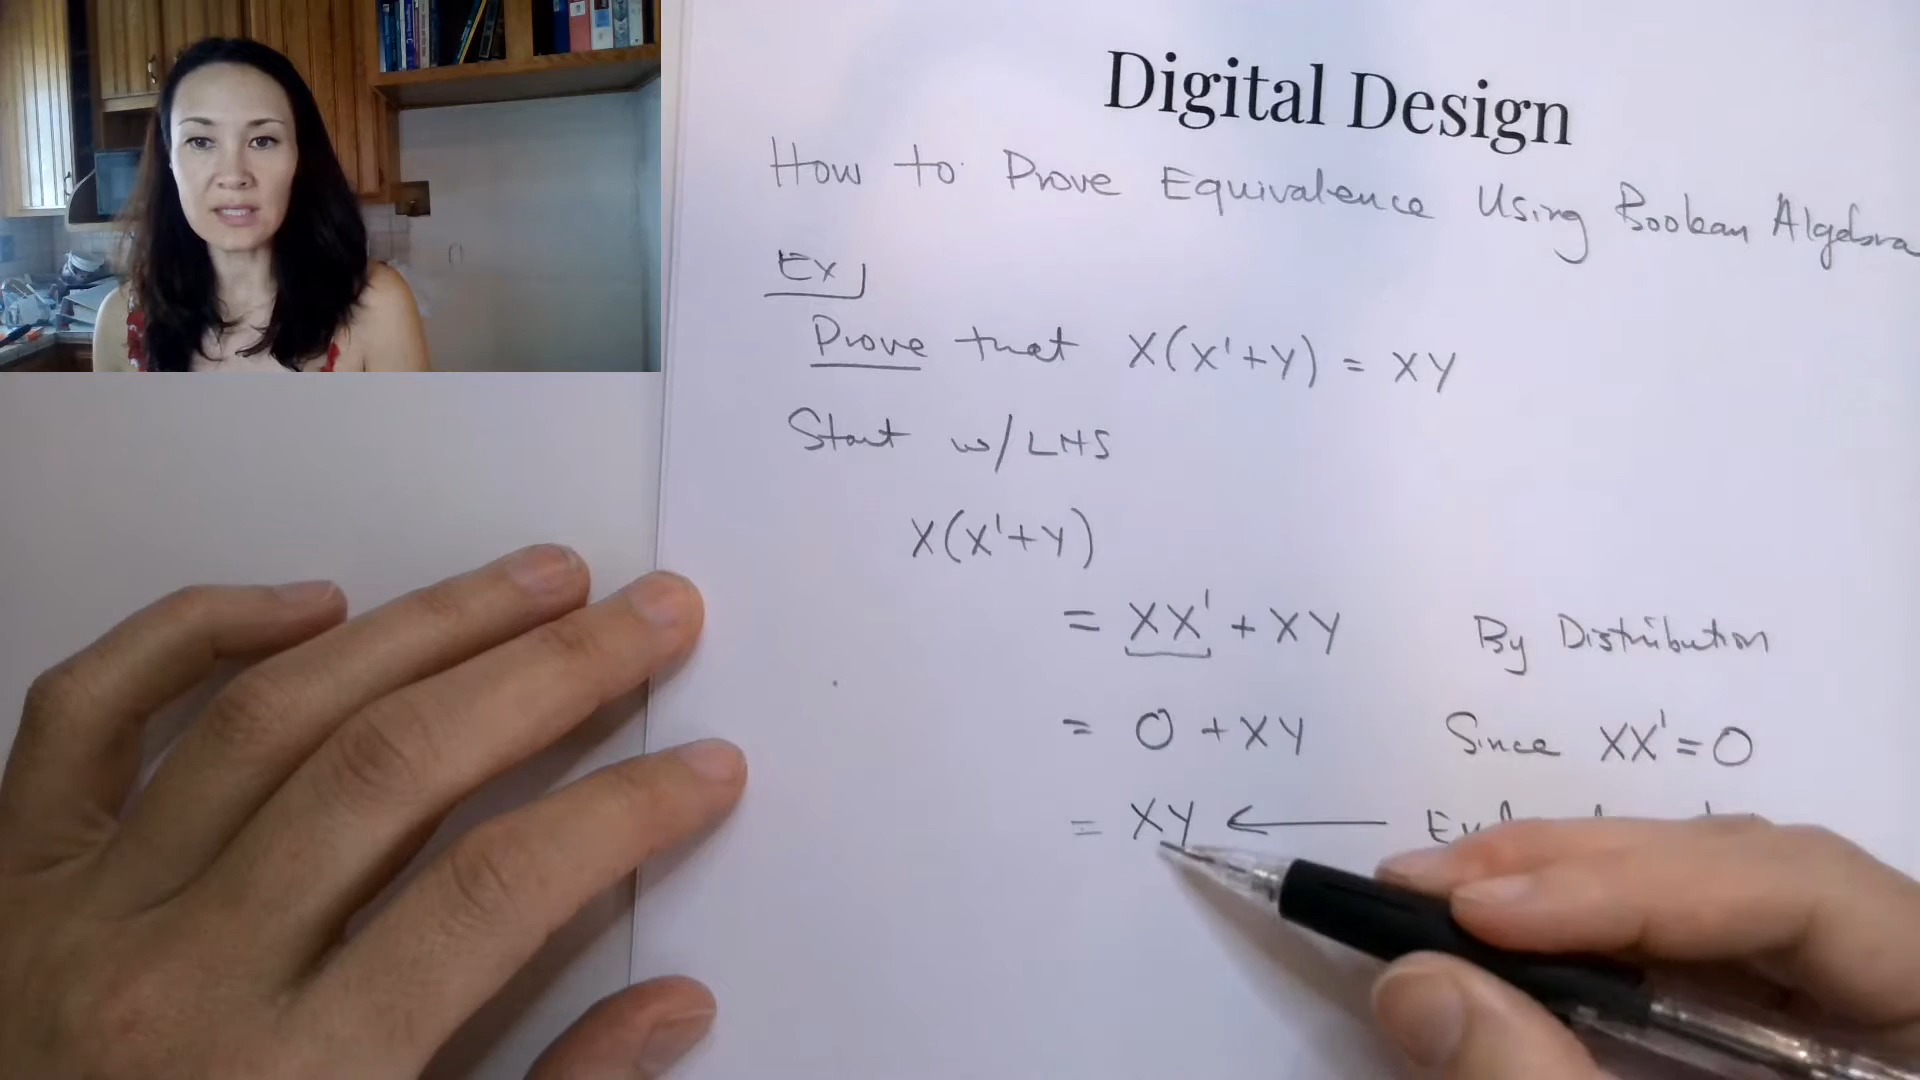 Digital Design
How to Prove Equivalence Using Boolean Algebra
Ex
Prove that X(X'+Y) = XY
Start w/LHS
X(X'+Y)
= XX' + XY By Distribution
= 0 + XY Since XX' = 0
= XY ←